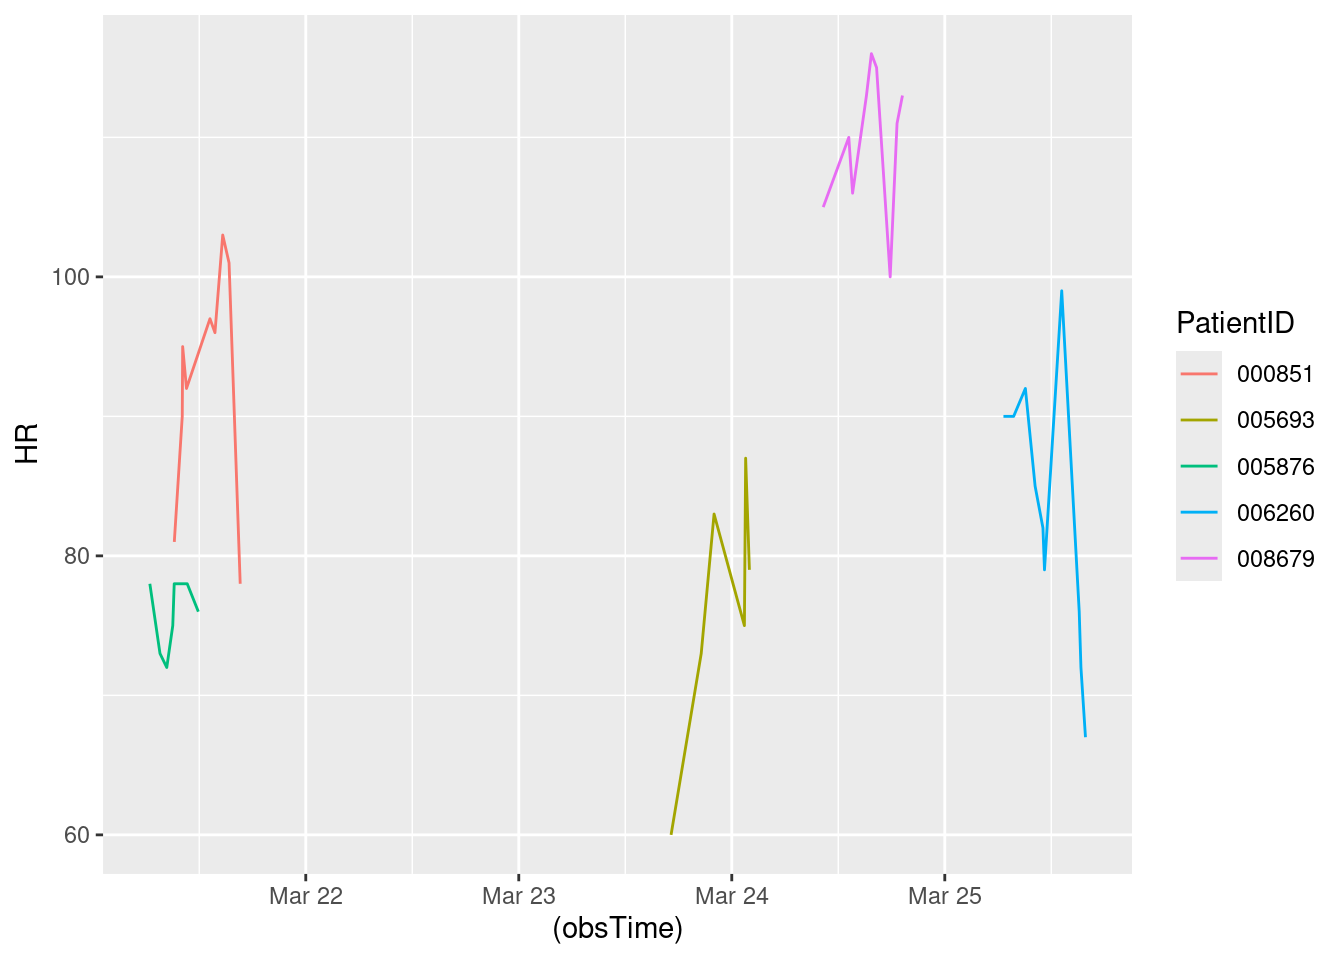 HR
100
80
60
Mar 22
Mar 23
Mar 24
Mar 25
(obsTime)
PatientID
000851
005693
005876
006260
008679